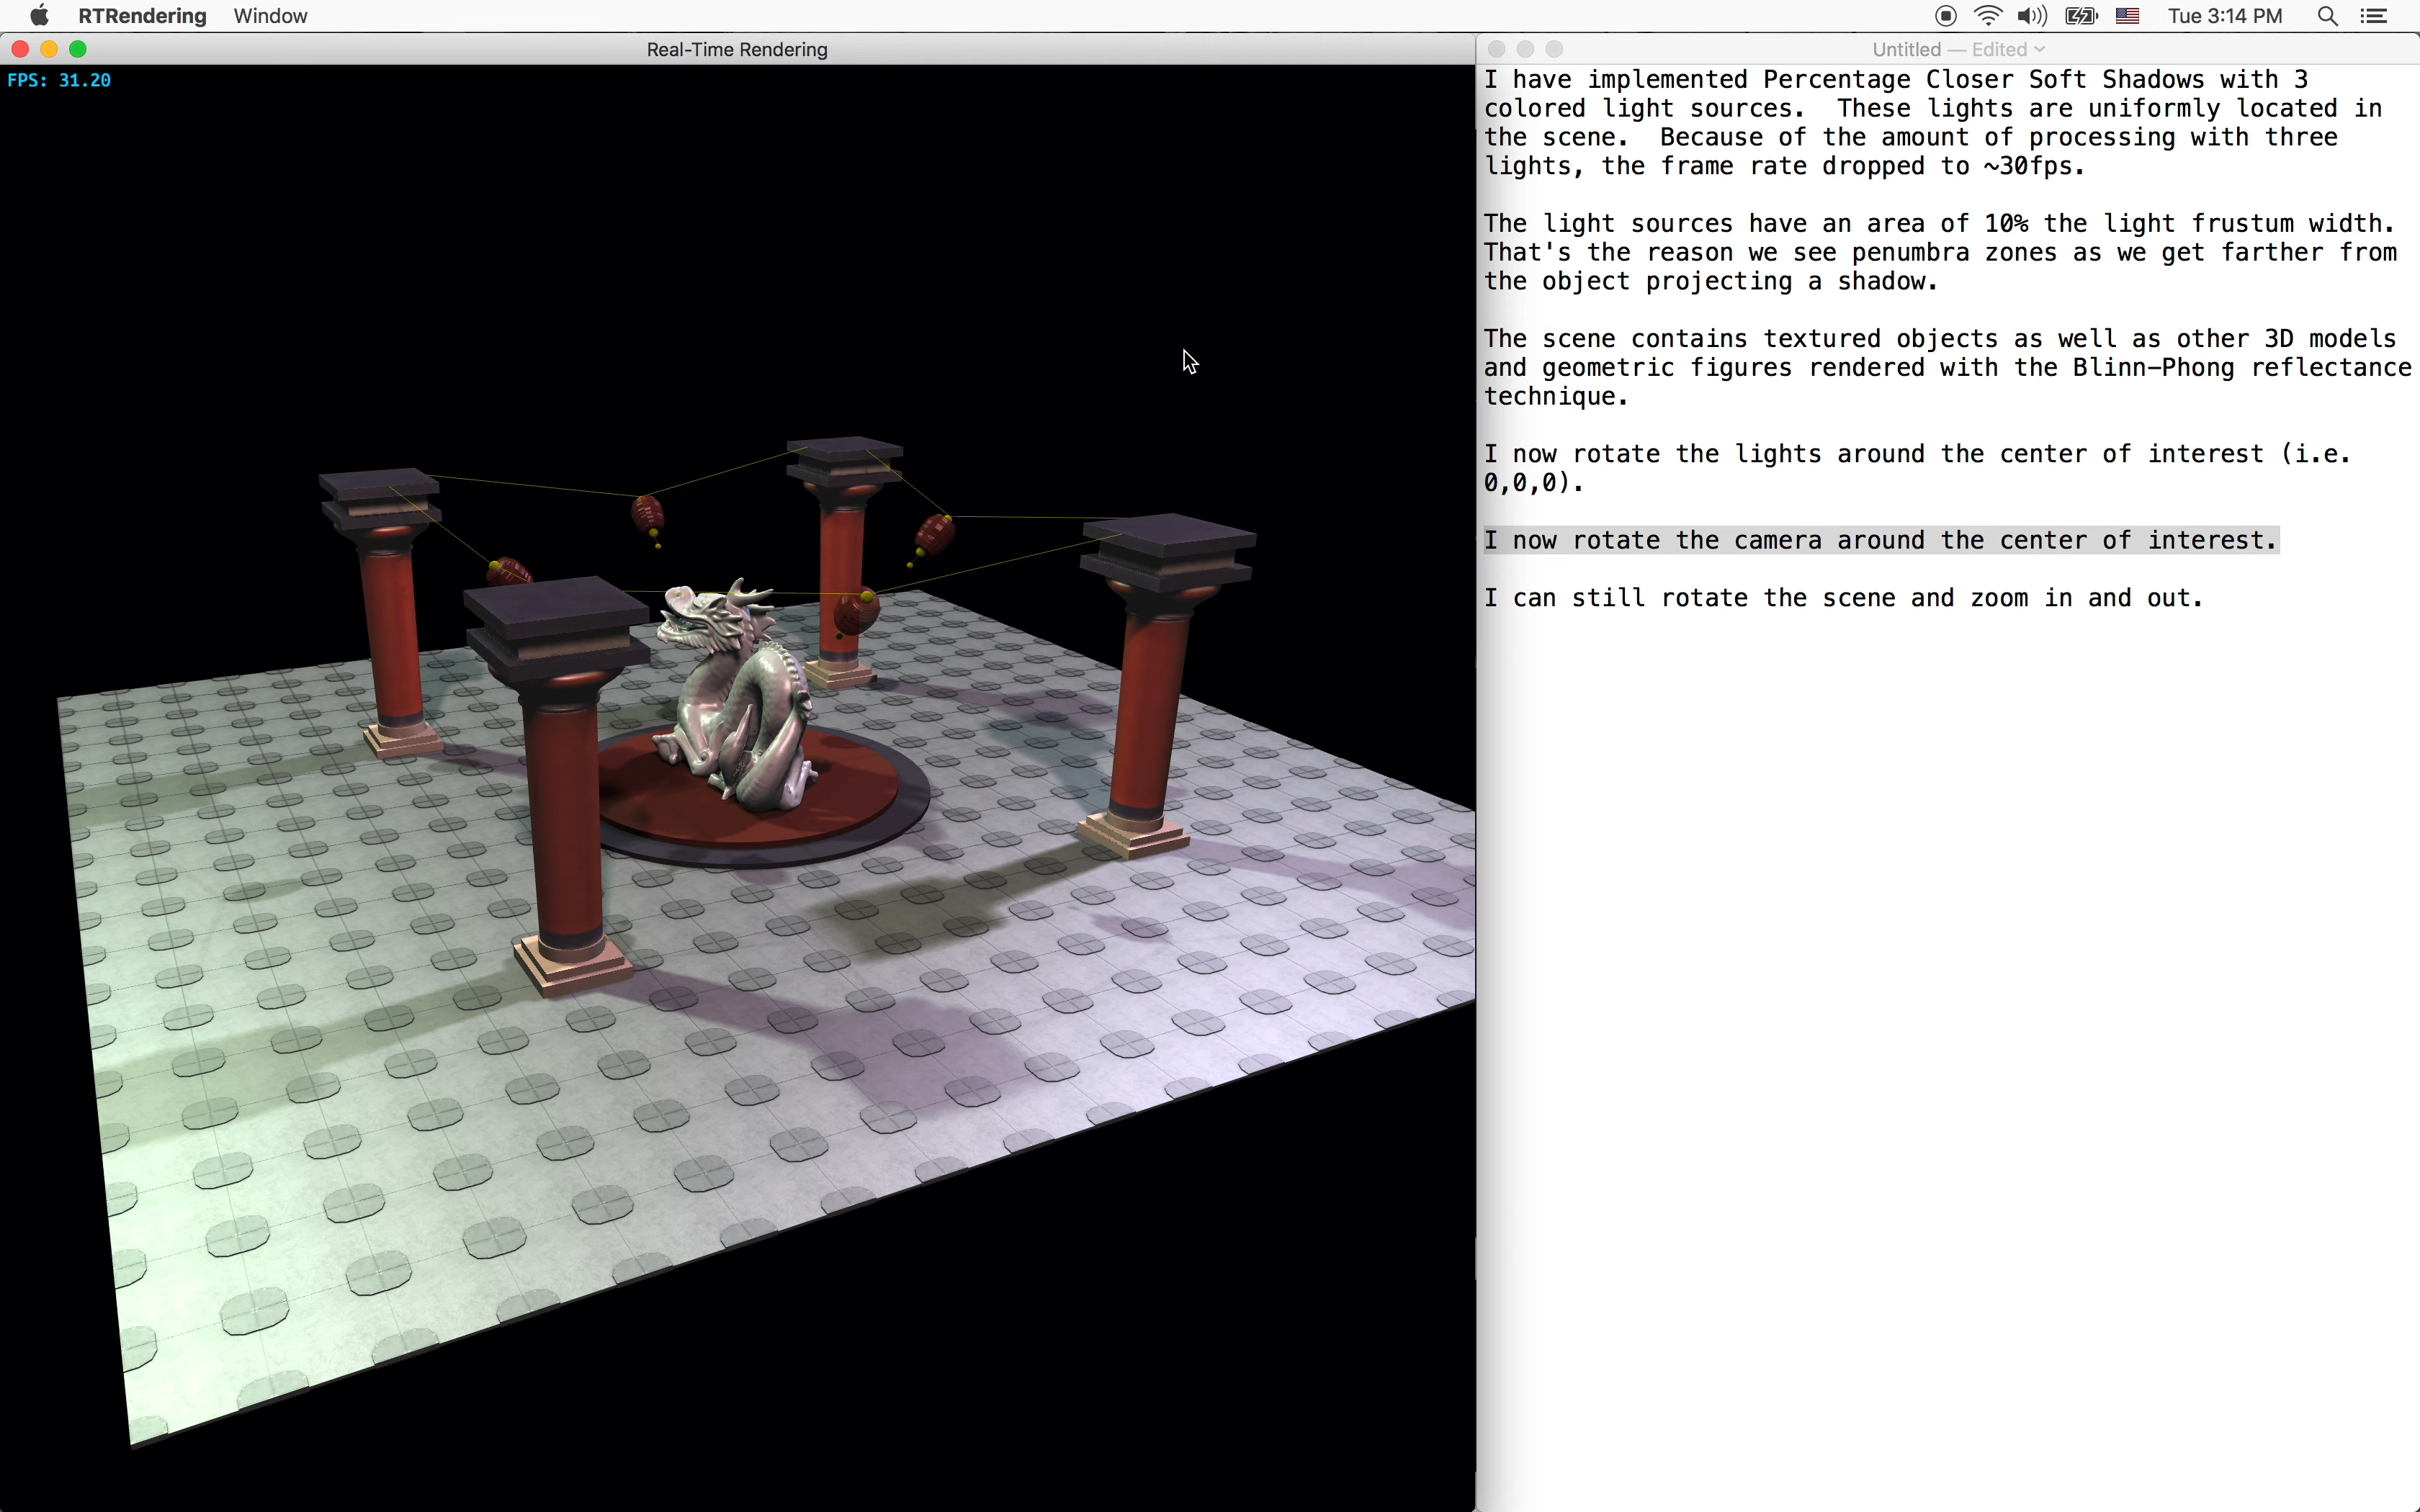 RTRendering Window Tue 3:14 PM
Real-Time Rendering
Untitled — Edited
FPS: 31.20
I have implemented Percentage Closer Soft Shadows with 3
colored light sources.  These lights are uniformly located in
the scene.  Because of the amount of processing with three
lights, the frame rate dropped to ~30fps.
The light sources have an area of 10% the light frustum width.
That's the reason we see penumbra zones as we get farther from
the object projecting a shadow.
The scene contains textured objects as well as other 3D models
and geometric figures rendered with the Blinn-Phong reflectance
technique.
I now rotate the lights around the center of interest (i.e.
0,0,0).
I now rotate the camera around the center of interest.
I can still rotate the scene and zoom in and out.